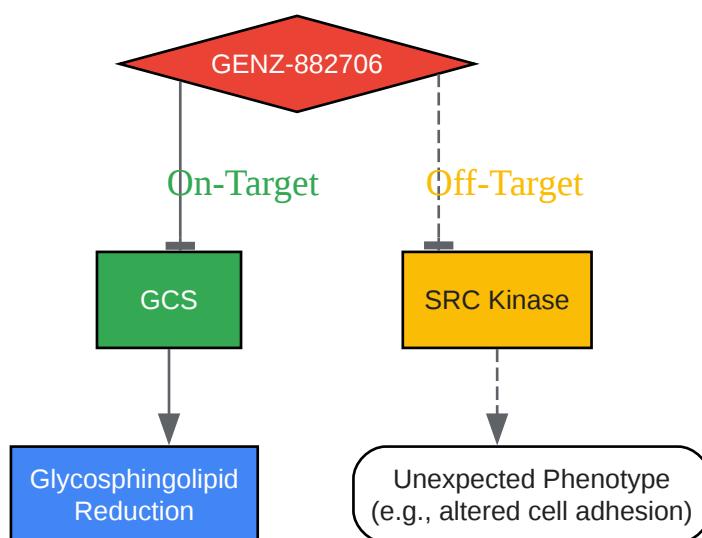 GENZ-882706
On-Target
Off-Target
GCS
SRC Kinase
Glycosphingolipid
Reduction
Unexpected Phenotype
(e.g., altered cell adhesion)